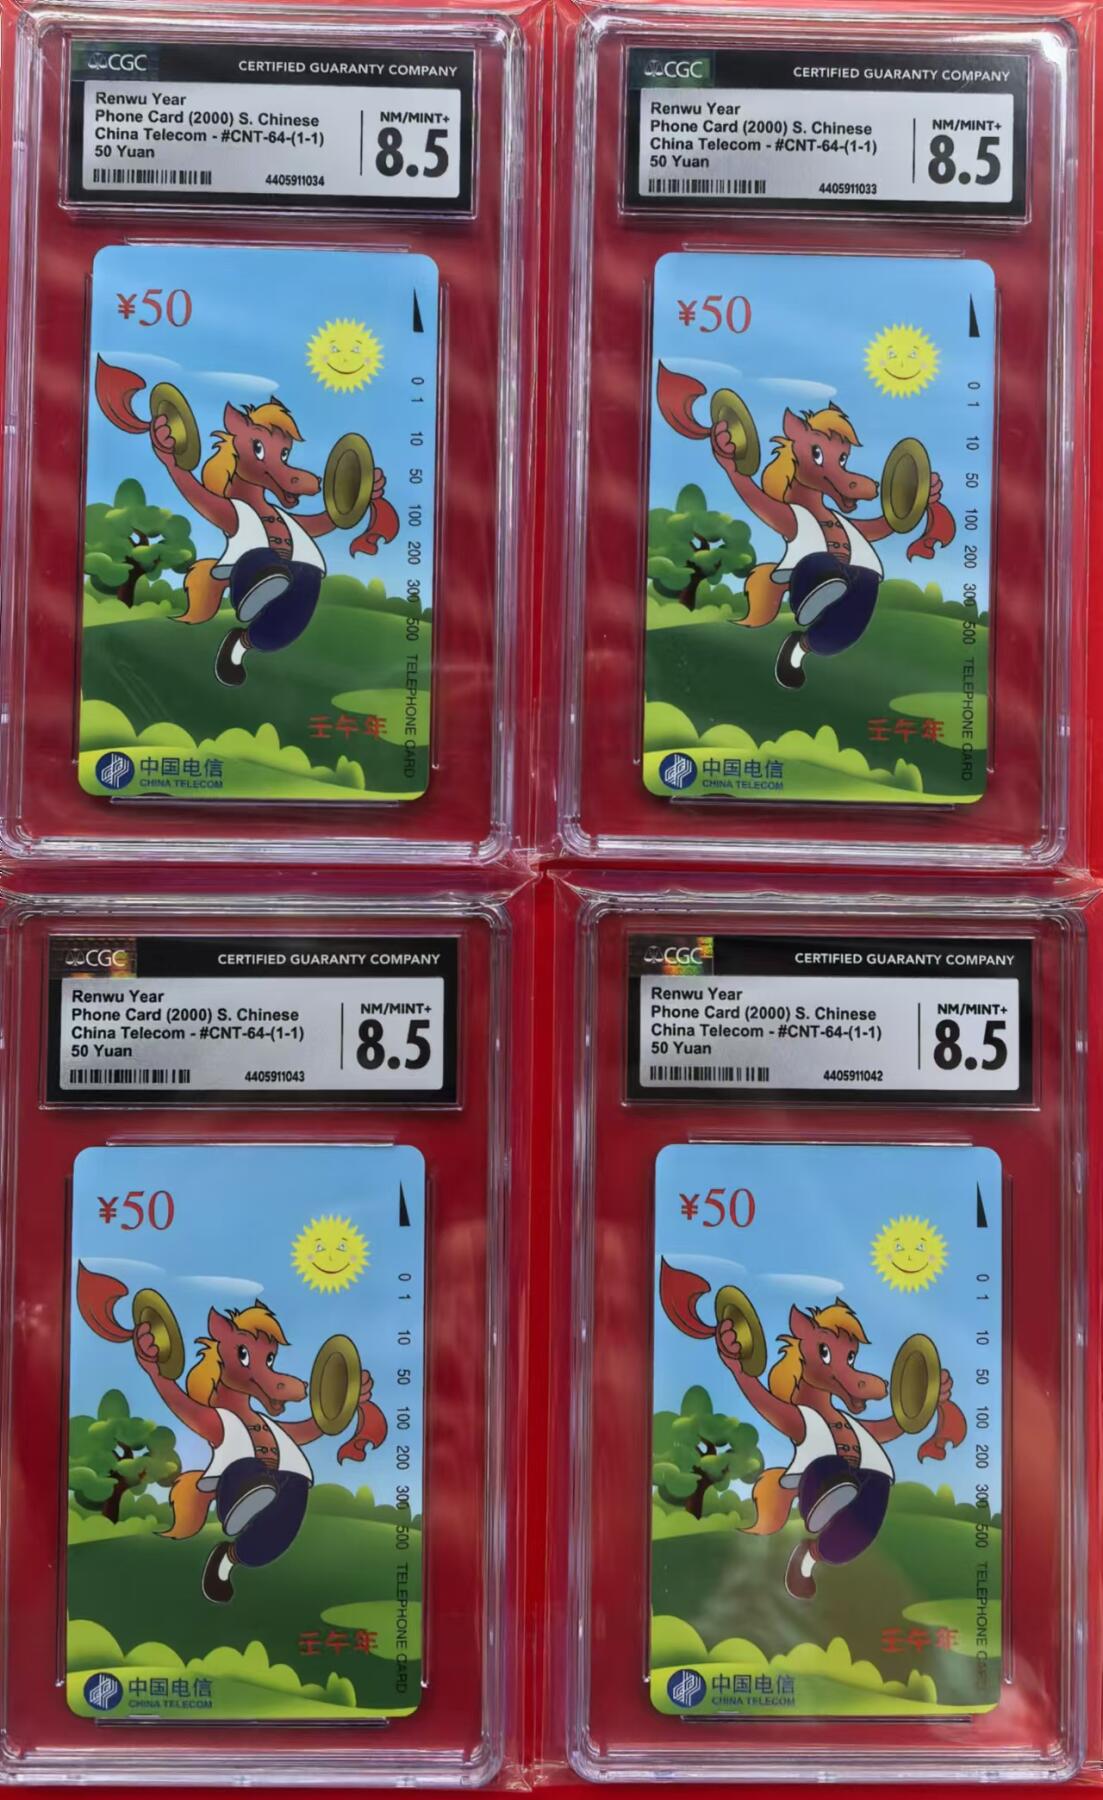 CGC CERTIFIED GUARANTY COMPANY
Renwu Year
Phone Card (2000) S. Chinese
China Telecom - #CNT-64-(1-1)
50 Yuan
4405911034
NM/MINT+
8.5
¥50
0 1 10 50 100 200 300 500 TELEPHONE CARD
壬午年
中国电信
CHINA TELECOM
CGC CERTIFIED GUARANTY COMPANY
Renwu Year
Phone Card (2000) S. Chinese
China Telecom - #CNT-64-(1-1)
50 Yuan
4405911033
NM/MINT+
8.5
¥50
0 1 10 50 100 200 300 500 TELEPHONE CARD
壬午年
中国电信
CHINA TELECOM
CGC CERTIFIED GUARANTY COMPANY
Renwu Year
Phone Card (2000) S. Chinese
China Telecom - #CNT-64-(1-1)
50 Yuan
4405911043
NM/MINT+
8.5
¥50
0 1 10 50 100 200 300 500 TELEPHONE CARD
壬午年
中国电信
CHINA TELECOM
CGC CERTIFIED GUARANTY COMPANY
Renwu Year
Phone Card (2000) S. Chinese
China Telecom - #CNT-64-(1-1)
50 Yuan
4405911042
NM/MINT+
8.5
¥50
0 1 10 50 100 200 300 500 TELEPHONE CARD
壬午年
中国电信
CHINA TELECOM